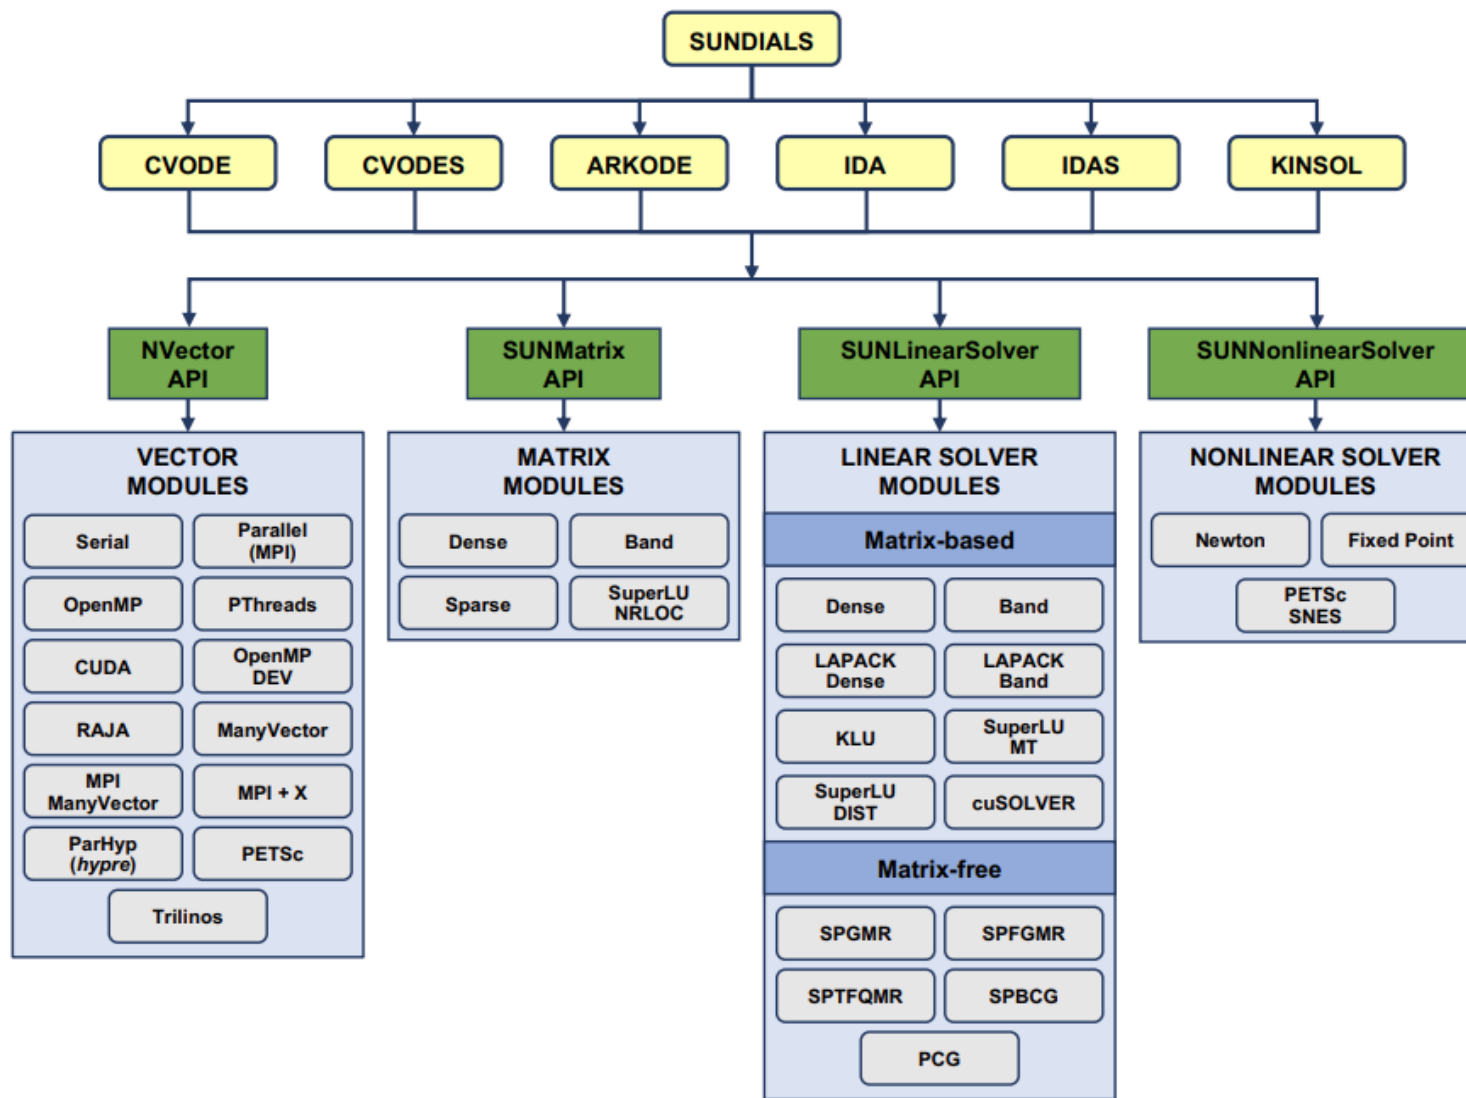 SUNDIALS
CVODE
CVODES
ARKODE
IDA
IDAS
KINSOL
NVector
API
SUNMatrix
API
SUNLinearSolver
API
SUNNonlinearSolver
API
VECTOR
MODULES
Serial
Parallel
(MPI)
OpenMP
PThreads
CUDA
OpenMP
DEV
RAJA
ManyVector
MPI
ManyVector
MPI + X
ParHyp
(hypre)
PETSc
Trilinos
MATRIX
MODULES
Dense
Band
Sparse
SuperLU
NRLOC
LINEAR SOLVER
MODULES
Matrix-based
Dense
Band
LAPACK
Dense
LAPACK
Band
KLU
SuperLU
MT
SuperLU
DIST
cuSOLVER
Matrix-free
SPGMR
SPFGMR
SPTFQMR
SPBCG
PCG
NONLINEAR SOLVER
MODULES
Newton
Fixed Point
PETSc
SNES